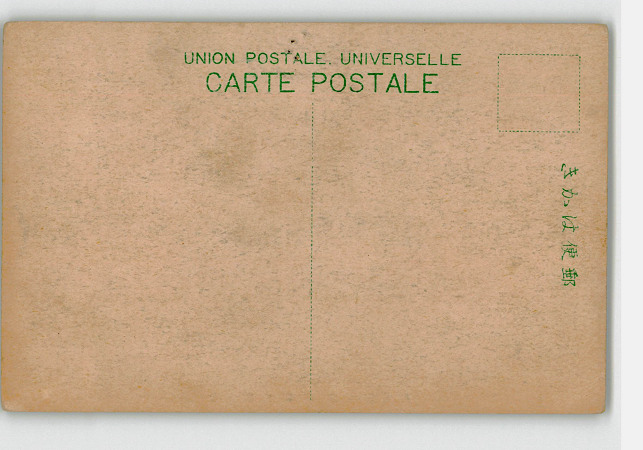 UNION POSTALE UNIVERSELLE
CARTE POSTALE
郵便はかき